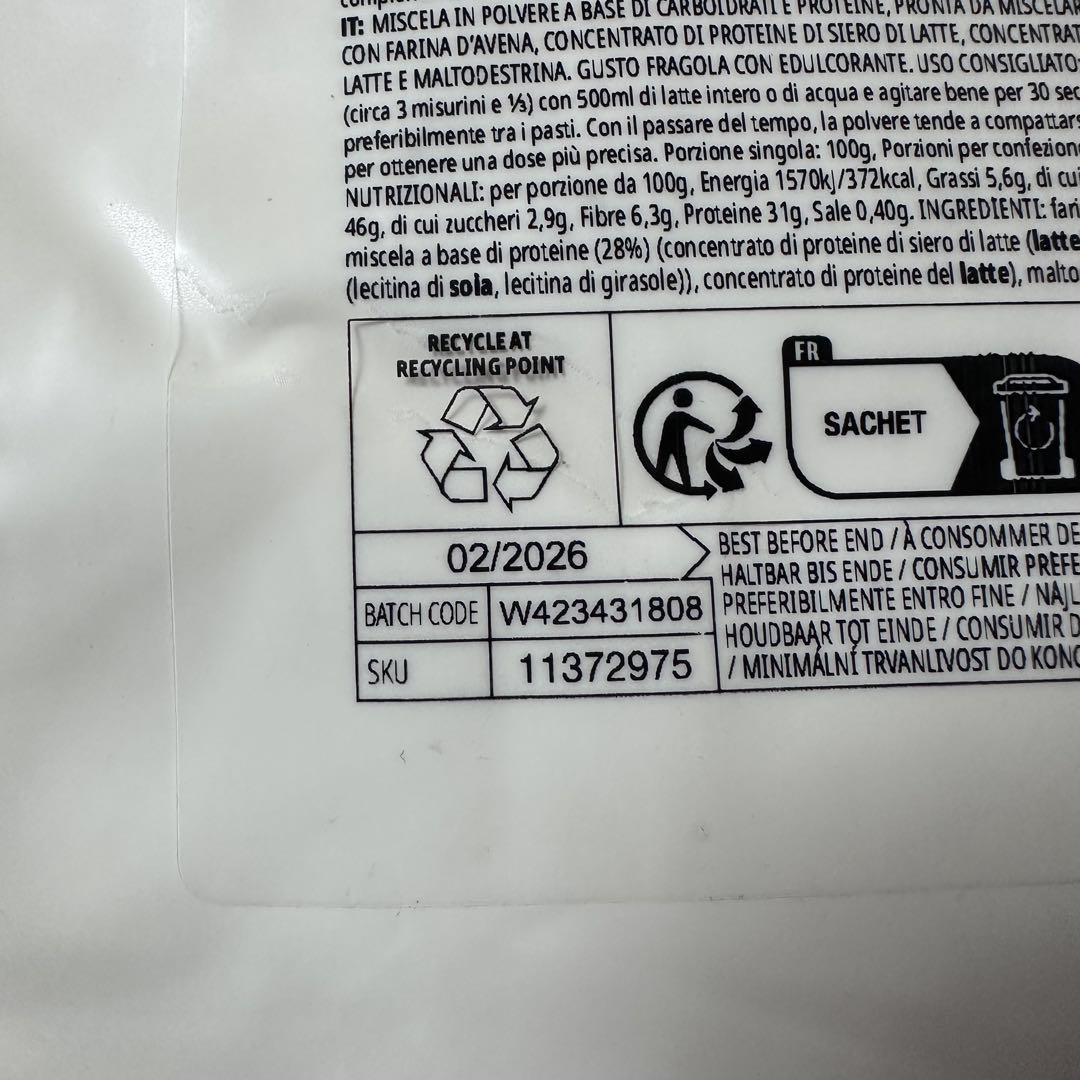 IT: MISCELA IN POLVERE A BASE DI CARBOIDRATI E PROTEINE, PRONTA DA MISCELAR
CON FARINA D'AVENA, CONCENTRATO DI PROTEINE DI SIERO DI LATTE, CONCENTRAT
LATTE E MALTODESTRINA. GUSTO FRAGOLA CON EDULCORANTE. USO CONSIGLIATO:
(circa 3 misurini e ⅓) con 500ml di latte intero o di acqua e agitare bene per 30 sec
preferibilmente tra i pasti. Con il passare del tempo, la polvere tende a compattars
per ottenere una dose più precisa. Porzione singola: 100g, Porzioni per confezione
NUTRIZIONALI: per porzione da 100g, Energia 1570kJ/372kcal, Grassi 5,6g, di cui
46g, di cui zuccheri 2,9g, Fibre 6,3g, Proteine 31g, Sale 0,40g. INGREDIENTI: fari
miscela a base di proteine (28%) (concentrato di proteine di siero di latte (latte
(lecitina di soia, lecitina di girasole)), concentrato di proteine del latte), malto
RECYCLE AT
RECYCLING POINT
FR
SACHET
02/2026
BATCH CODE W423431808
SKU 11372975
BEST BEFORE END / À CONSOMMER DE
HALTBAR BIS ENDE / CONSUMIR PREFE
PREFERIBILMENTE ENTRO FINE / NAJL
HOUDBAAR TOT EINDE / CONSUMIR D
/ MINIMÁLNÍ TRVANLIVOST DO KONC